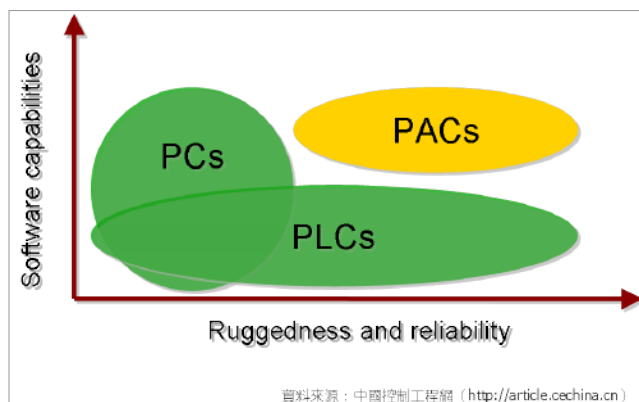 Software capabilities
PCs
PACs
PLCs
Ruggedness and reliability
資料來源：中國控制工程網（http://article.cechina.cn）